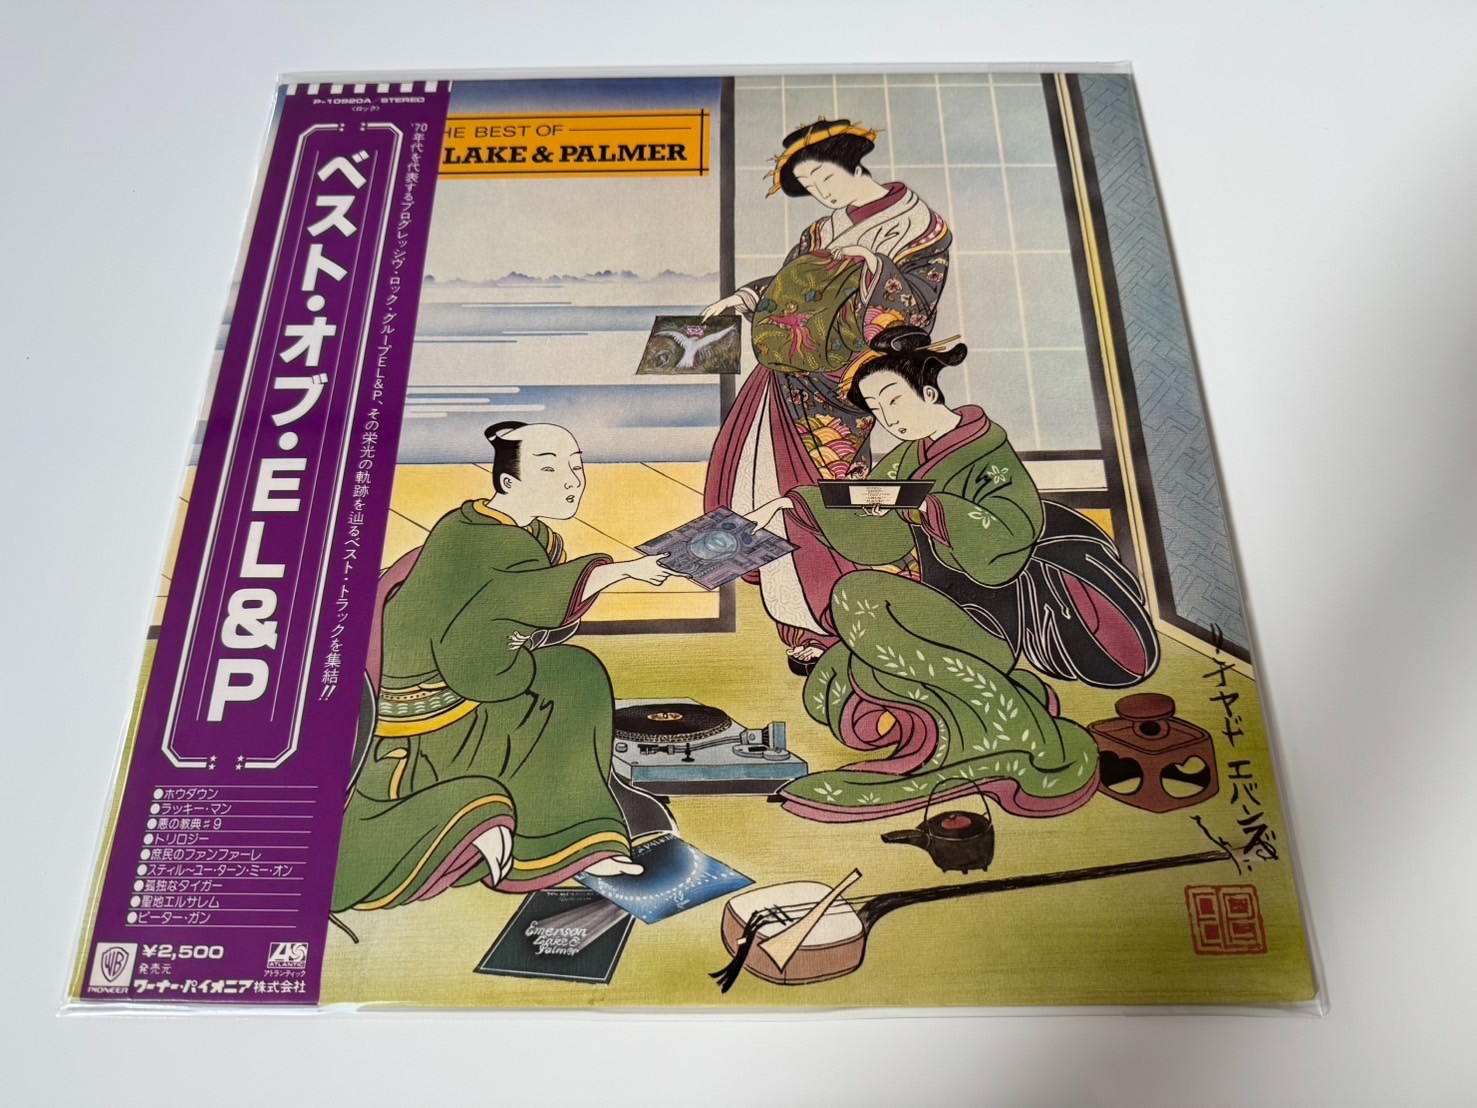 P-10920A/STEREO
〈ロック〉
ベスト・オブ・EL&P
'70年代を代表するプログレッシヴ・ロック・グループEL&P、その栄光の軌跡を辿るベスト・トラックを集結!!
●ホウダウン
●ラッキー・マン
●悪の教典♯9
●トリロジー
●庶民のファンファーレ
●スティル〜ユー・ターン・ミー・オン
●孤独なタイガー
●聖地エルサレム
●ピーター・ガン
¥2,500
発売元
ワーナー・パイオニア株式会社
WB
PIONEER
ATLANTIC
アトランティック
HE BEST OF
LAKE & PALMER
Emerson
Lake &
Palmer
リチャード エバンズ